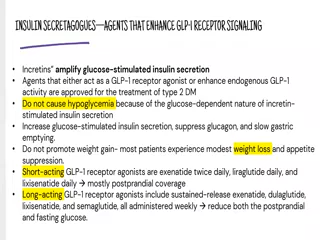 INSULIN SECRETAGOGUES—AGENTS THAT ENHANCE GLP-1 RECEPTOR SIGNALING
• Incretins" amplify glucose-stimulated insulin secretion
• Agents that either act as a GLP-1 receptor agonist or enhance endogenous GLP-1
activity are approved for the treatment of type 2 DM
• Do not cause hypoglycemia because of the glucose-dependent nature of incretin-
stimulated insulin secretion
• Increase glucose-stimulated insulin secretion, suppress glucagon, and slow gastric
emptying.
• Do not promote weight gain- most patients experience modest weight loss and appetite
suppression.
• Short-acting GLP-1 receptor agonists are exenatide twice daily, liraglutide daily, and
lixisenatide daily → mostly postprandial coverage
• Long-acting GLP-1 receptor agonists include sustained-release exenatide, dulaglutide,
lixisenatide, and semaglutide, all administered weekly → reduce both the postprandial
and fasting glucose.